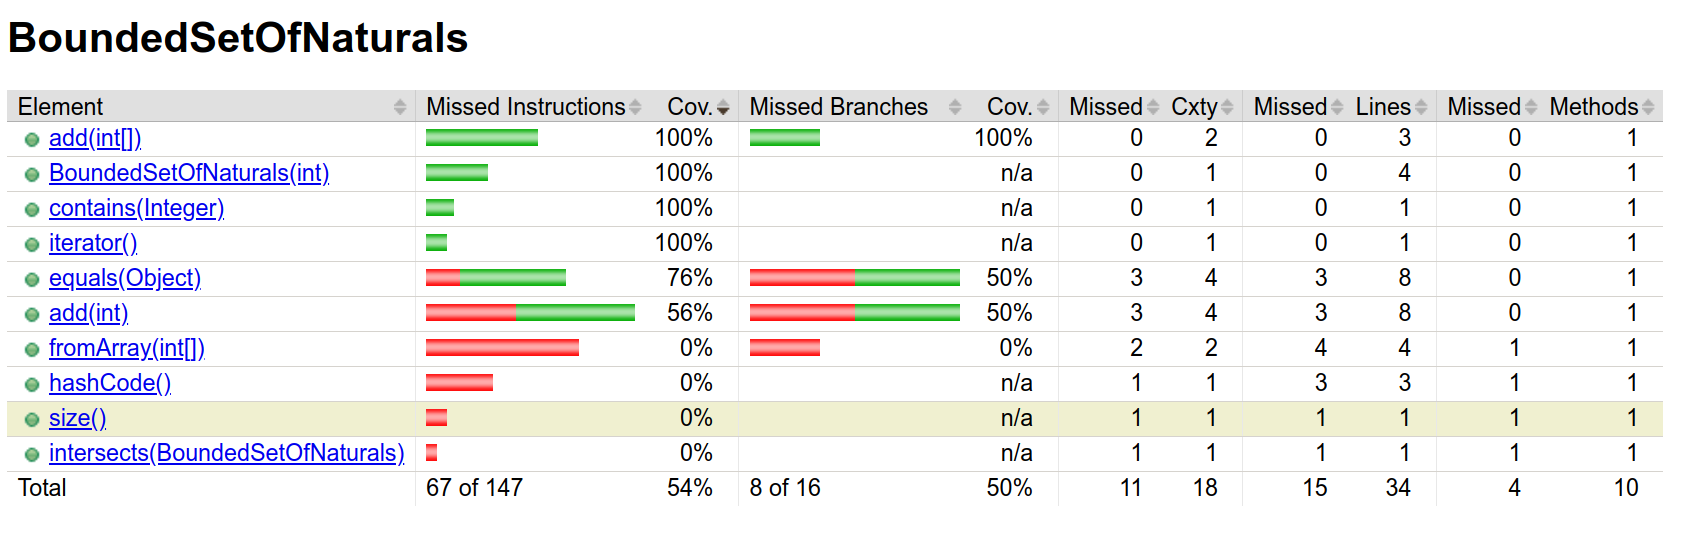 BoundedSetOfNaturals
Element Missed Instructions Cov. Missed Branches Cov. Missed Cxty Missed Lines Missed Methods
add(int[]) 100% 100% 0 2 0 3 0 1
BoundedSetOfNaturals(int) 100% n/a 0 1 0 4 0 1
contains(Integer) 100% n/a 0 1 0 1 0 1
iterator() 100% n/a 0 1 0 1 0 1
equals(Object) 76% 50% 3 4 3 8 0 1
add(int) 56% 50% 3 4 3 8 0 1
fromArray(int[]) 0% 0% 2 2 4 4 1 1
hashCode() 0% n/a 1 1 3 3 1 1
size() 0% n/a 1 1 1 1 1 1
intersects(BoundedSetOfNaturals) 0% n/a 1 1 1 1 1 1
Total 67 of 147 54% 8 of 16 50% 11 18 15 34 4 10